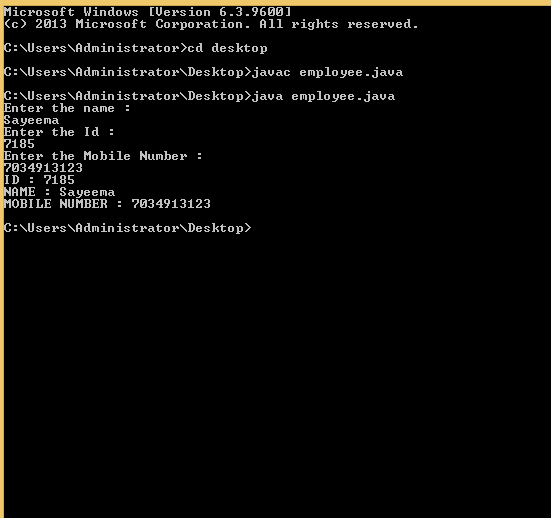 Microsoft Windows [Version 6.3.9600]
(c) 2013 Microsoft Corporation. All rights reserved.
C:\Users\Administrator>cd desktop
C:\Users\Administrator\Desktop>javac employee.java
C:\Users\Administrator\Desktop>java employee.java
Enter the name :
Sayeema
Enter the Id :
7185
Enter the Mobile Number :
7034913123
ID : 7185
NAME : Sayeema
MOBILE NUMBER : 7034913123
C:\Users\Administrator\Desktop>